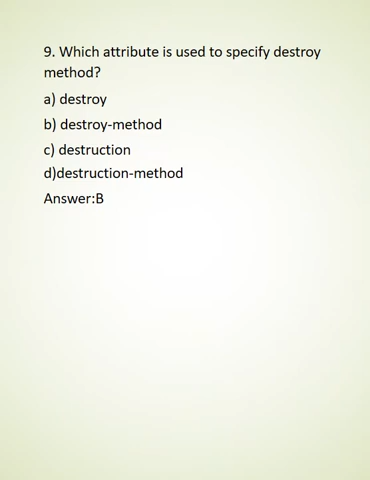 9. Which attribute is used to specify destroy
method?
a) destroy
b) destroy-method
c) destruction
d)destruction-method
Answer:B